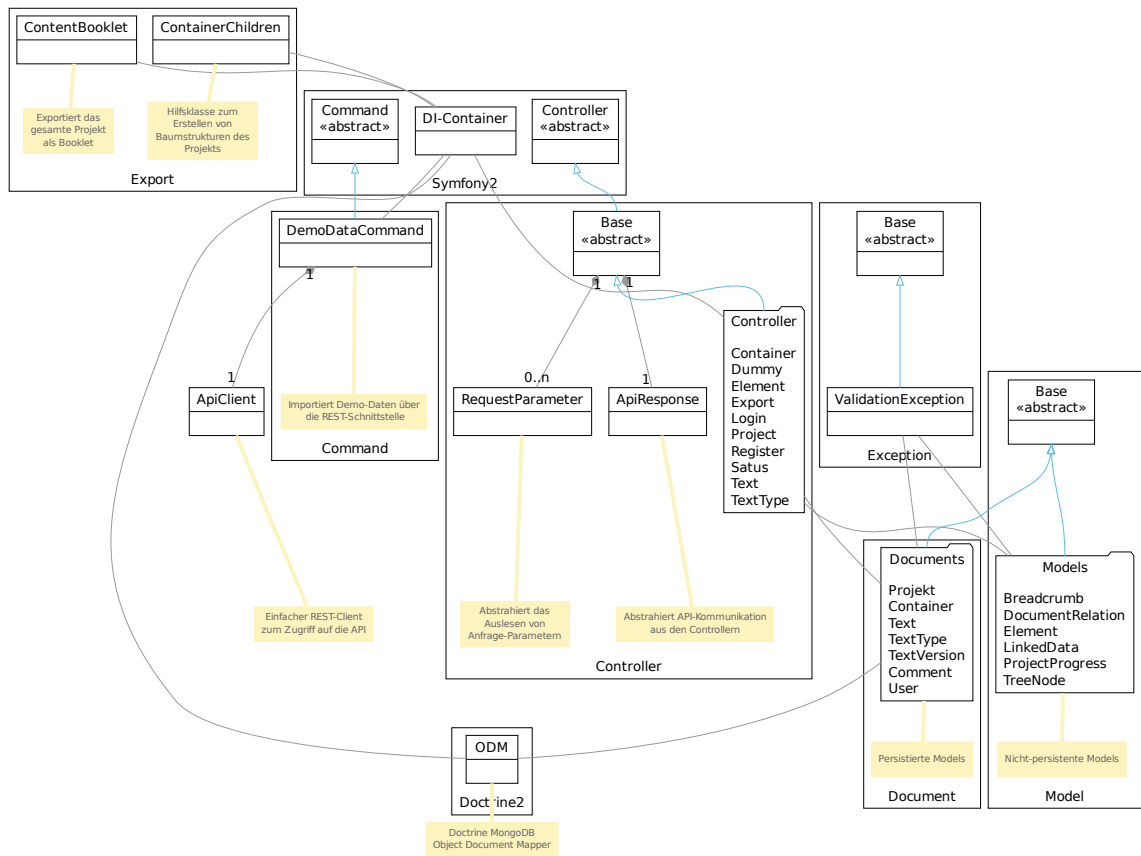 ContentBooklet
ContainerChildren
Exportiert das
gesamte Projekt
als Booklet
Hilfsklasse zum
Erstellen von
Baumstrukturen des
Projekts
Export
Command
«abstract»
DI-Container
Controller
«abstract»
Symfony2
DemoDataCommand
1
1
ApiClient
Importiert Demo-Daten über
die REST-Schnittstelle
Command
Einfacher REST-Client
zum Zugriff auf die API
Base
«abstract»
1
1
0..n
1
RequestParameter
ApiResponse
Controller
Container
Dummy
Element
Export
Login
Project
Register
Satus
Text
TextType
Abstrahiert das
Auslesen von
Anfrage-Parametern
Abstrahiert API-Kommunikation
aus den Controllern
Controller
Base
«abstract»
ValidationException
Exception
Base
«abstract»
Documents
Projekt
Container
Text
TextType
TextVersion
Comment
User
Persistierte Models
Document
Models
Breadcrumb
DocumentRelation
Element
LinkedData
ProjectProgress
TreeNode
Nicht-persistente Models
Model
ODM
Doctrine2
Doctrine MongoDB
Object Document Mapper